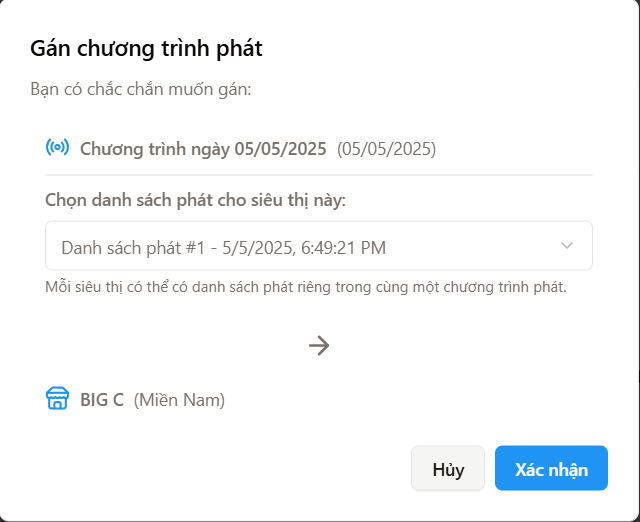 Gán chương trình phát
Bạn có chắc chắn muốn gán:
Chương trình ngày 05/05/2025 (05/05/2025)
Chọn danh sách phát cho siêu thị này:
Danh sách phát #1 - 5/5/2025, 6:49:21 PM
Mỗi siêu thị có thể có danh sách phát riêng trong cùng một chương trình phát.
BIG C (Miền Nam)
Hủy
Xác nhận